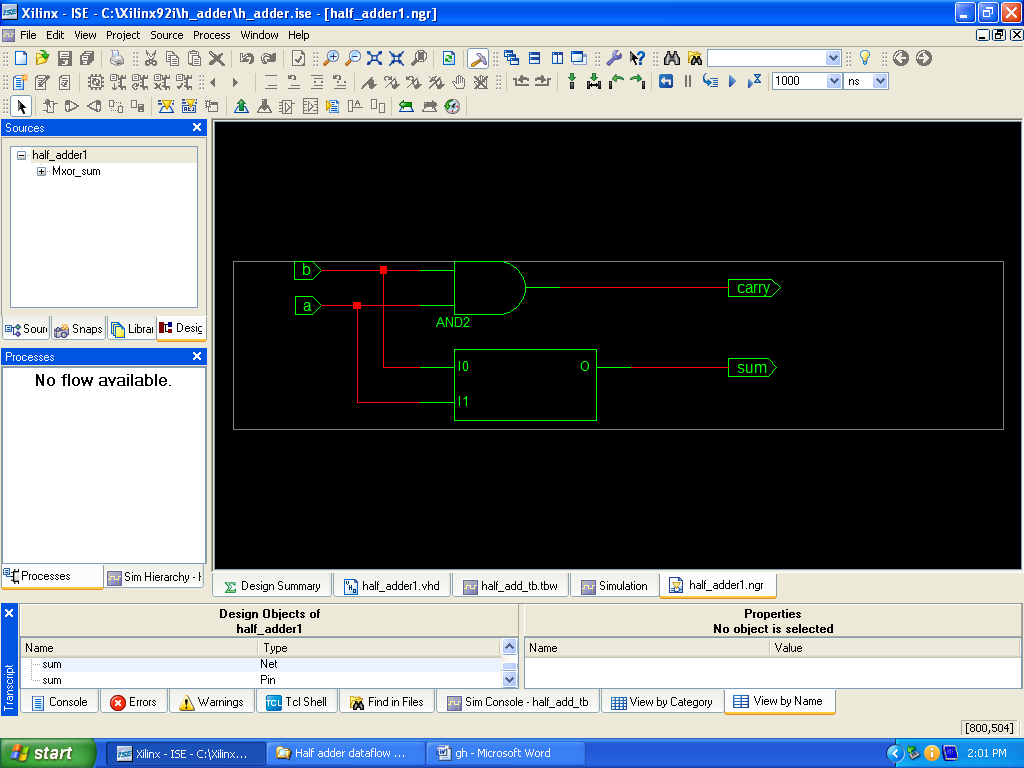 Xilinx - ISE - C:\Xilinx92i\h_adder\h_adder.ise - [half_adder1.ngr]
File Edit View Project Source Process Window Help
1000 ns
Sources
half_adder1
Mxor_sum
Sour Snaps Librai Desig
Processes
No flow available.
Processes Sim Hierarchy - H
b
a
AND2
carry
I0 O
I1
sum
Design Summary half_adder1.vhd half_add_tb.tbw Simulation half_adder1.ngr
Transcript
Design Objects of
half_adder1
Name Type
sum Net
sum Pin
Properties
No object is selected
Name Value
Console Errors Warnings TCL Tcl Shell Find in Files Sim Console - half_add_tb View by Category View by Name
[800,504]
start ISE Xilinx - ISE - C:\Xilinx... Half adder dataflow ... gh - Microsoft Word 2:01 PM